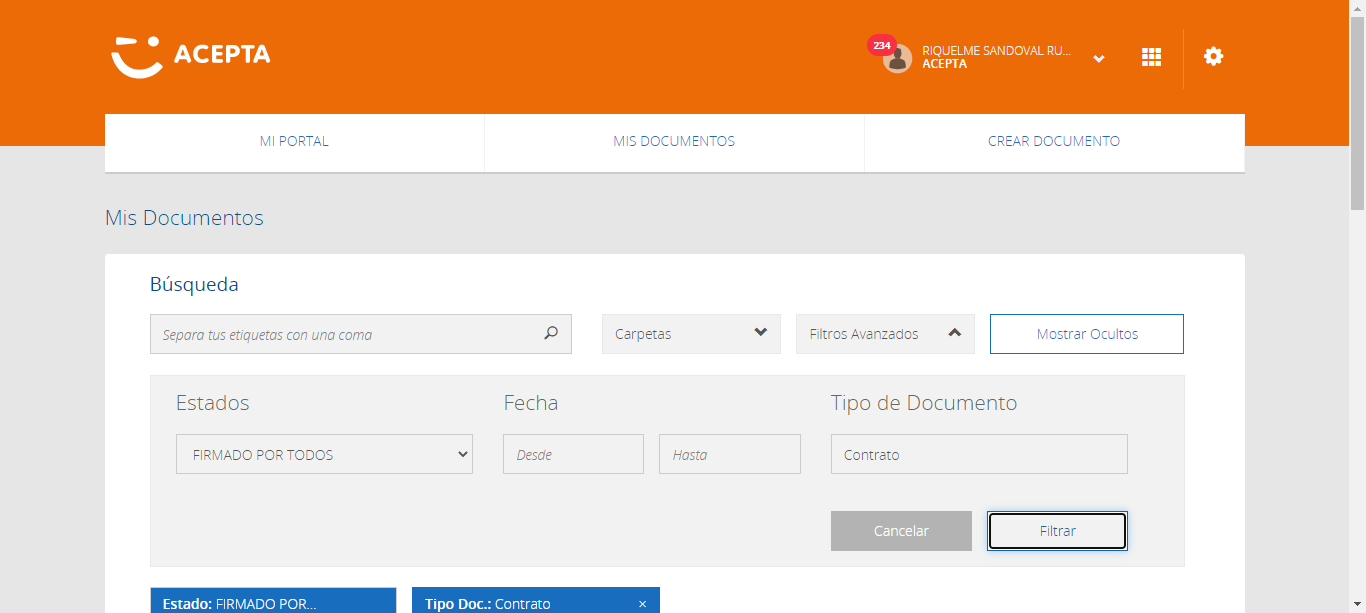 ACEPTA
234
RIQUELME SANDOVAL RU...
ACEPTA
MI PORTAL
MIS DOCUMENTOS
CREAR DOCUMENTO
Mis Documentos
Búsqueda
Separa tus etiquetas con una coma
Carpetas
Filtros Avanzados
Mostrar Ocultos
Estados
Fecha
Tipo de Documento
FIRMADO POR TODOS
Desde
Hasta
Contrato
Cancelar
Filtrar
Estado: FIRMADO POR...
Tipo Doc.: Contrato ×